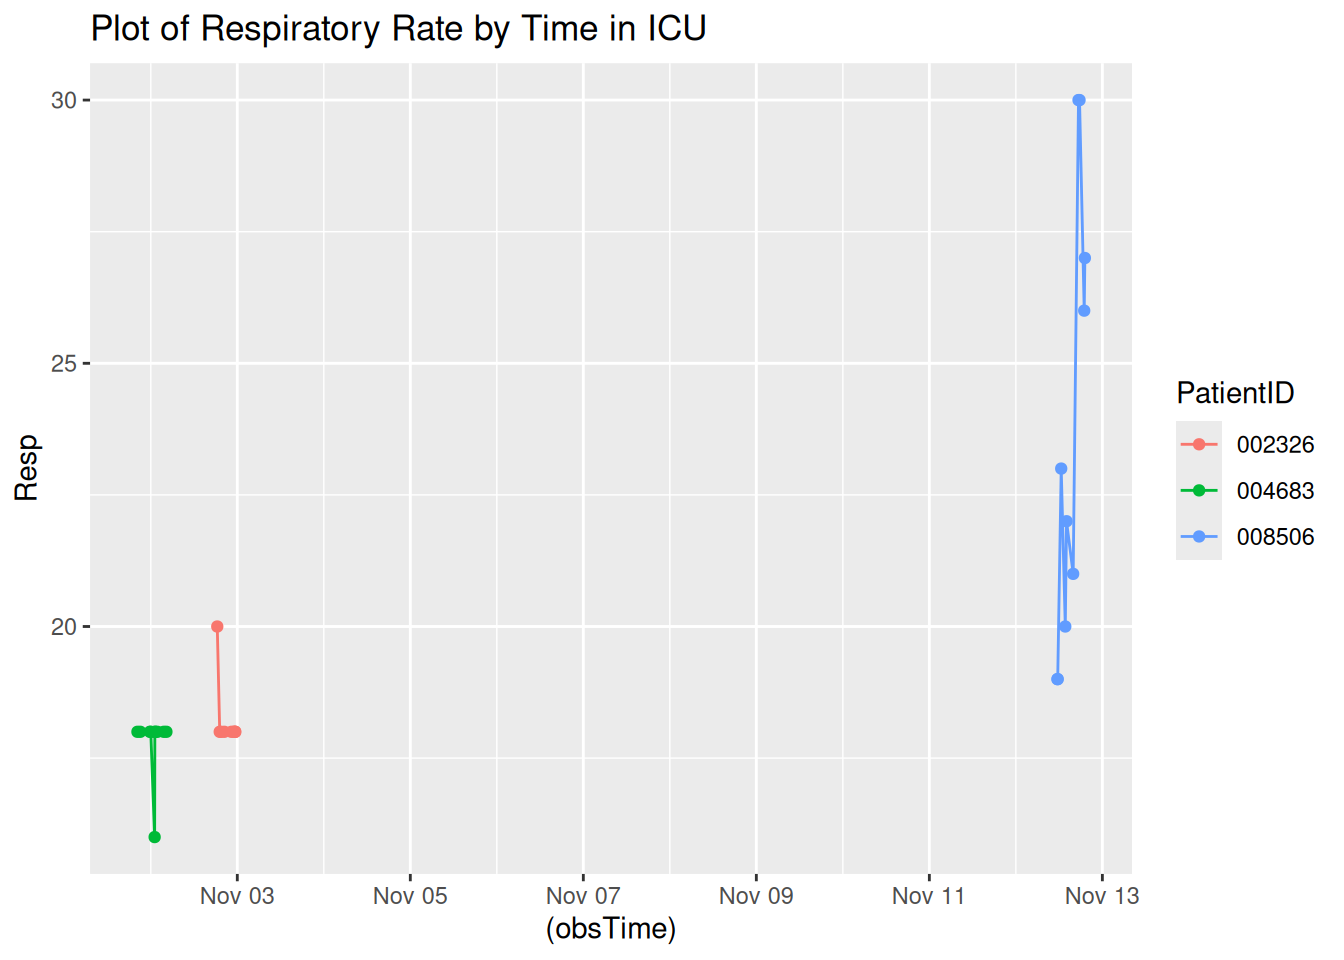 Plot of Respiratory Rate by Time in ICU
30
25
20
Resp
Nov 03 Nov 05 Nov 07 Nov 09 Nov 11 Nov 13
(obsTime)
PatientID
002326
004683
008506